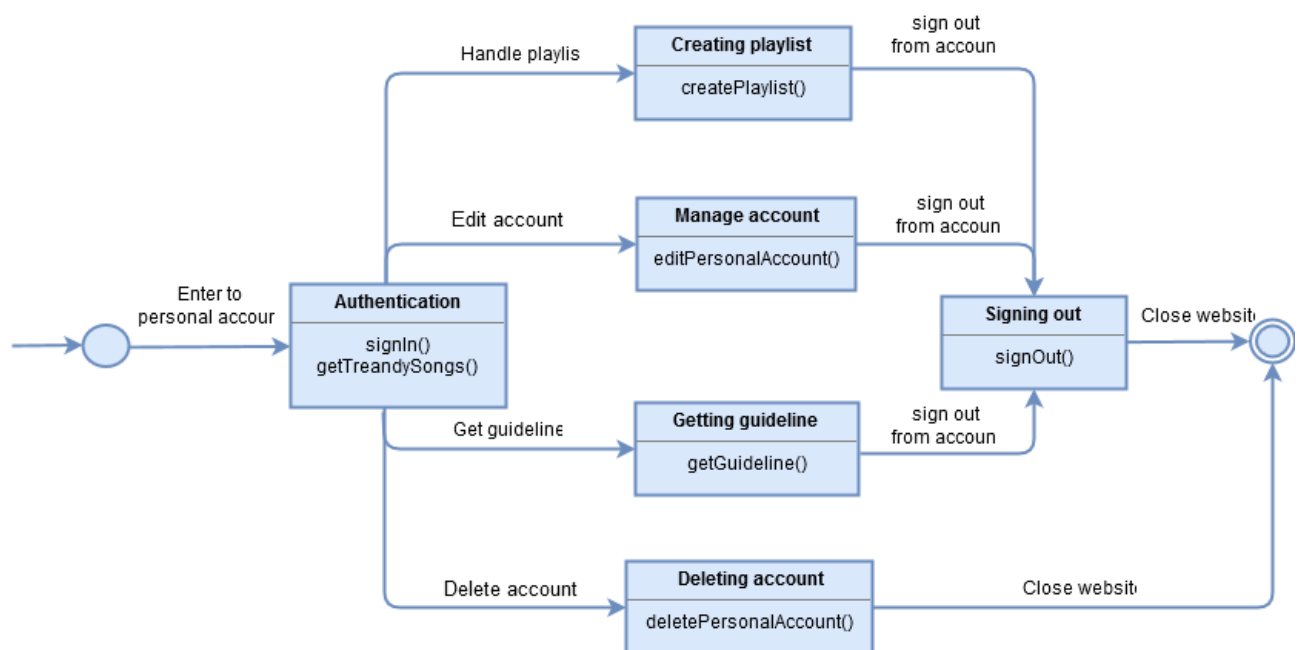 Handle playlis
Creating playlist
createPlaylist()
sign out
from accoun
Edit account
Manage account
editPersonalAccount()
sign out
from accoun
Enter to
personal accour
Authentication
signIn()
getTreandySongs()
Signing out
signOut()
Close website
Get guideline
Getting guideline
getGuideline()
sign out
from accoun
Delete account
Deleting account
deletePersonalAccount()
Close website